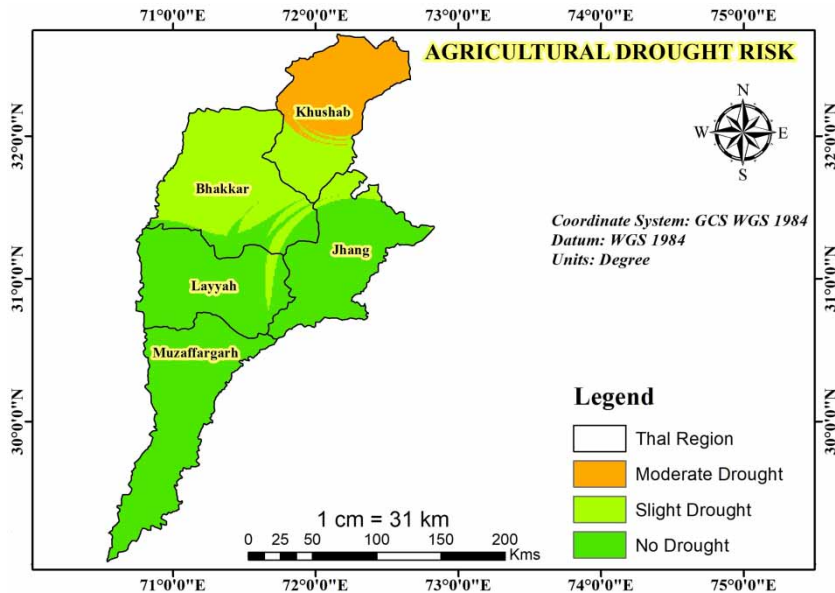 71°0'0"E 72°0'0"E 73°0'0"E 74°0'0"E 75°0'0"E
AGRICULTURAL DROUGHT RISK
Khushab
N
W E
S
32°0'0"N 32°0'0"N
Bhakkar
Coordinate System: GCS WGS 1984
Datum: WGS 1984
Units: Degree
Jhang
31°0'0"N 31°0'0"N
Layyah
Muzaffargarh
30°0'0"N 30°0'0"N
Legend
Thal Region
Moderate Drought
Slight Drought
No Drought
1 cm = 31 km
0 25 50 100 150 200
Kms
71°0'0"E 72°0'0"E 73°0'0"E 74°0'0"E 75°0'0"E